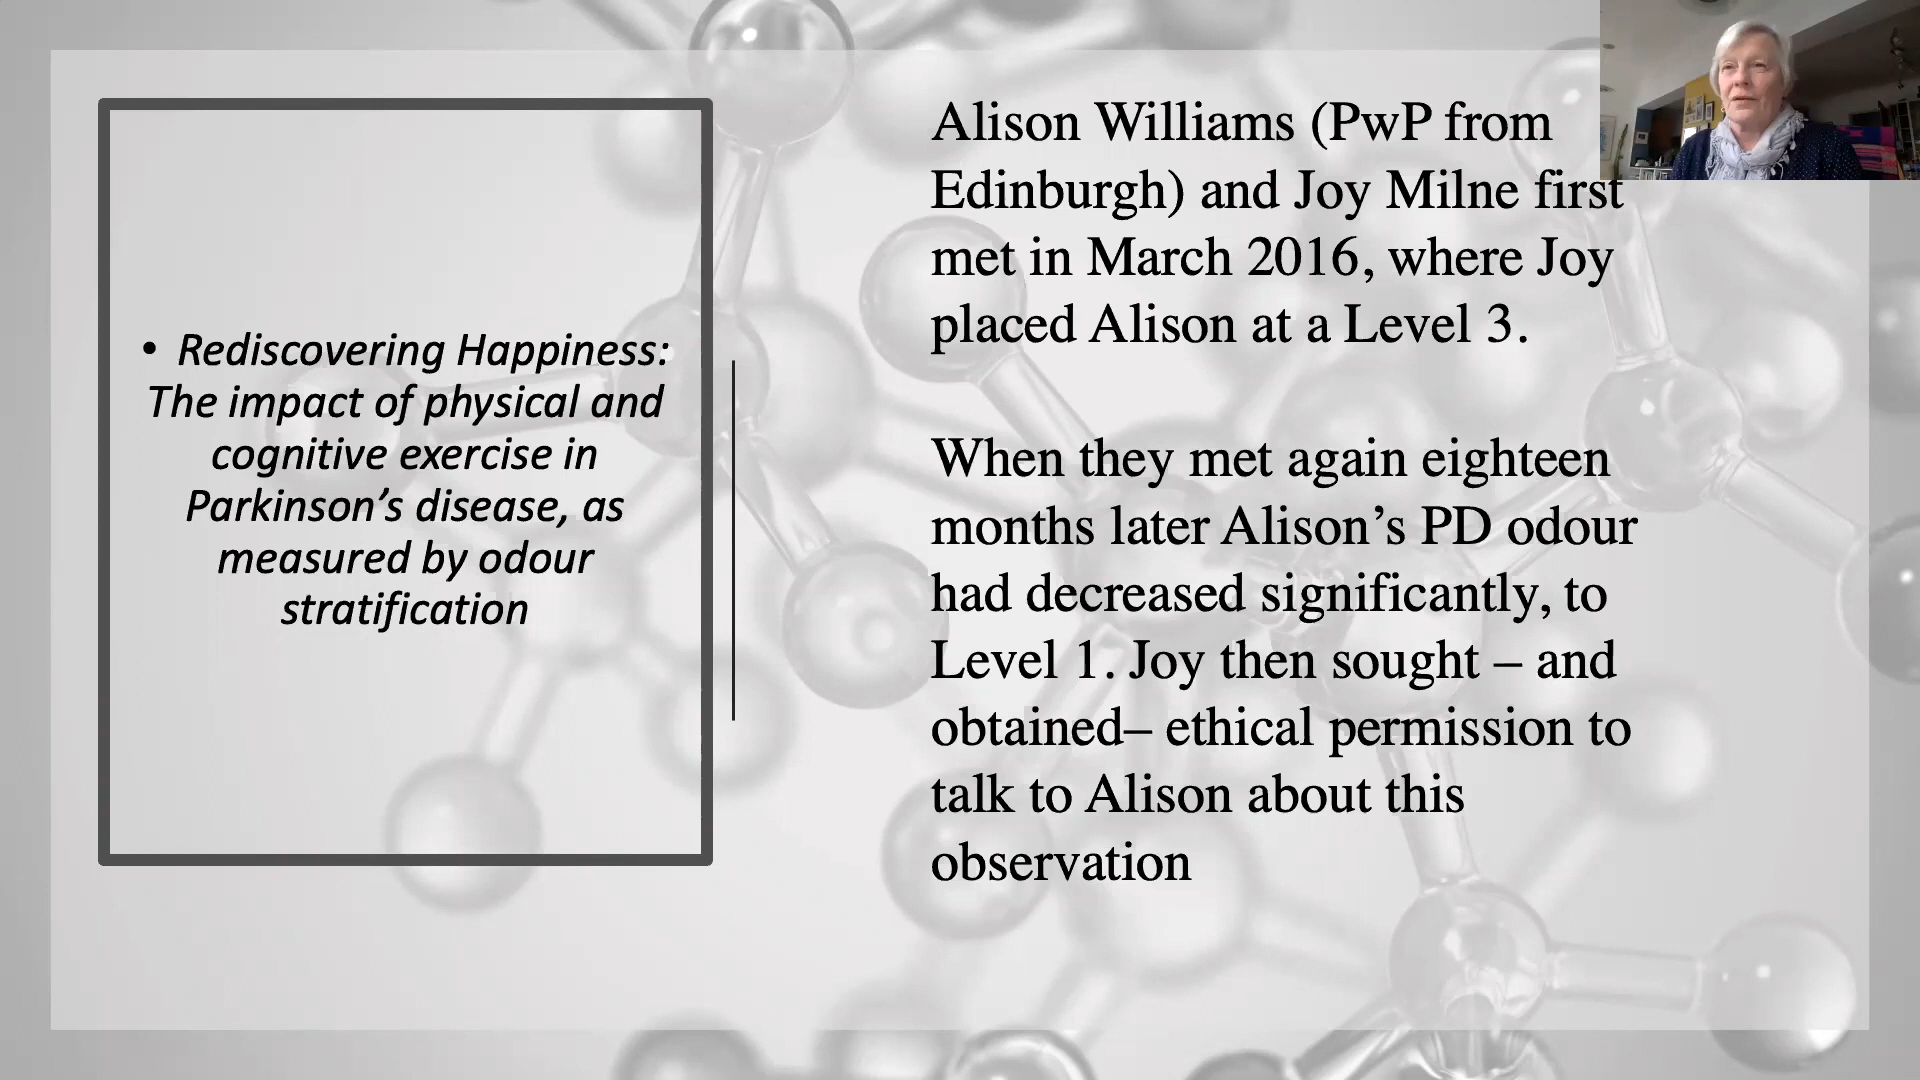 • Rediscovering Happiness:
The impact of physical and
cognitive exercise in
Parkinson’s disease, as
measured by odour
stratification
Alison Williams (PwP from
Edinburgh) and Joy Milne first
met in March 2016, where Joy
placed Alison at a Level 3.
When they met again eighteen
months later Alison’s PD odour
had decreased significantly, to
Level 1. Joy then sought – and
obtained– ethical permission to
talk to Alison about this
observation